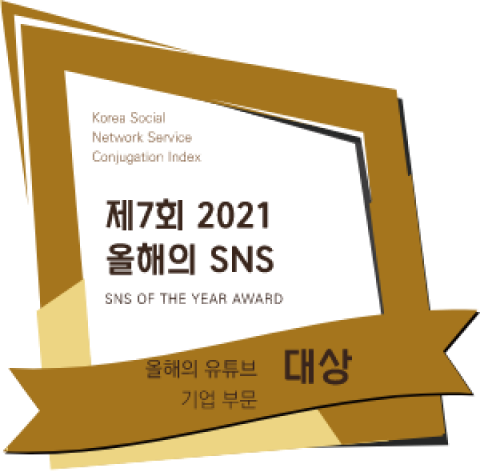 Korea Social
Network Service
Conjugation Index
제7회 2021
올해의 SNS
SNS OF THE YEAR AWARD
올해의 유튜브 대상
기업 부문